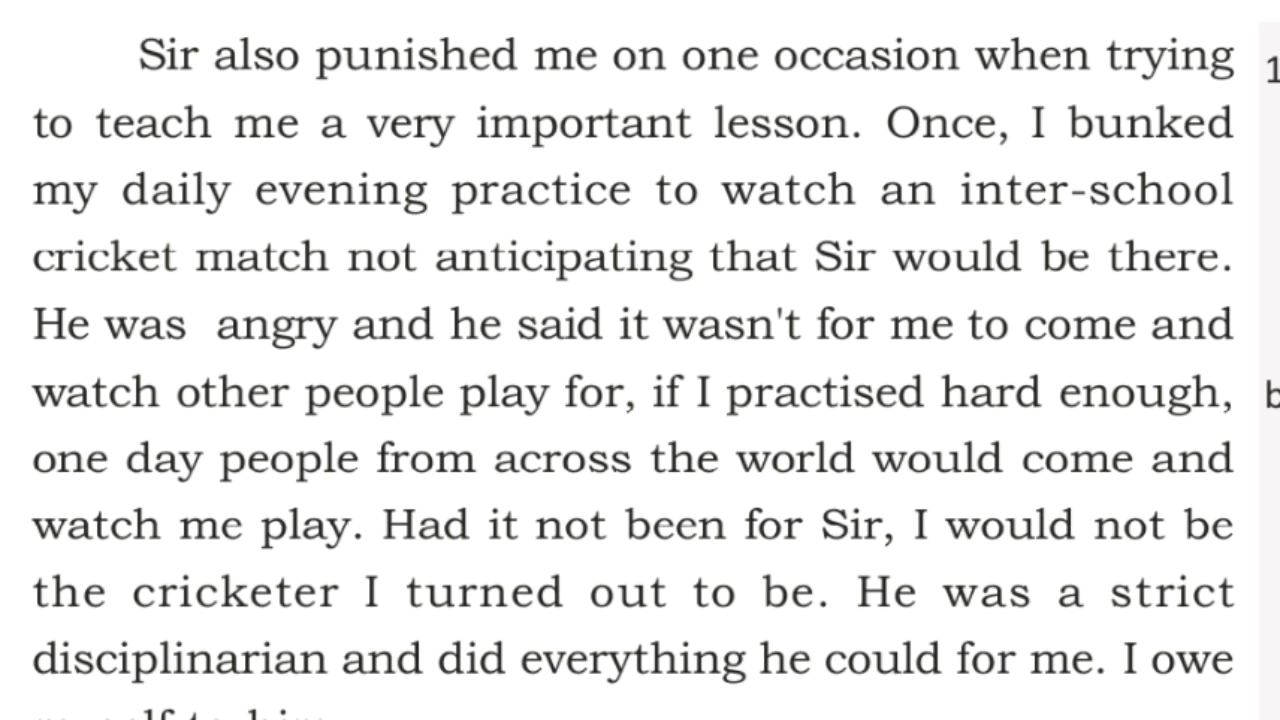 Sir also punished me on one occasion when trying
to teach me a very important lesson. Once, I bunked
my daily evening practice to watch an inter-school
cricket match not anticipating that Sir would be there.
He was  angry and he said it wasn't for me to come and
watch other people play for, if I practised hard enough,
one day people from across the world would come and
watch me play. Had it not been for Sir, I would not be
the cricketer I turned out to be. He was a strict
disciplinarian and did everything he could for me. I owe